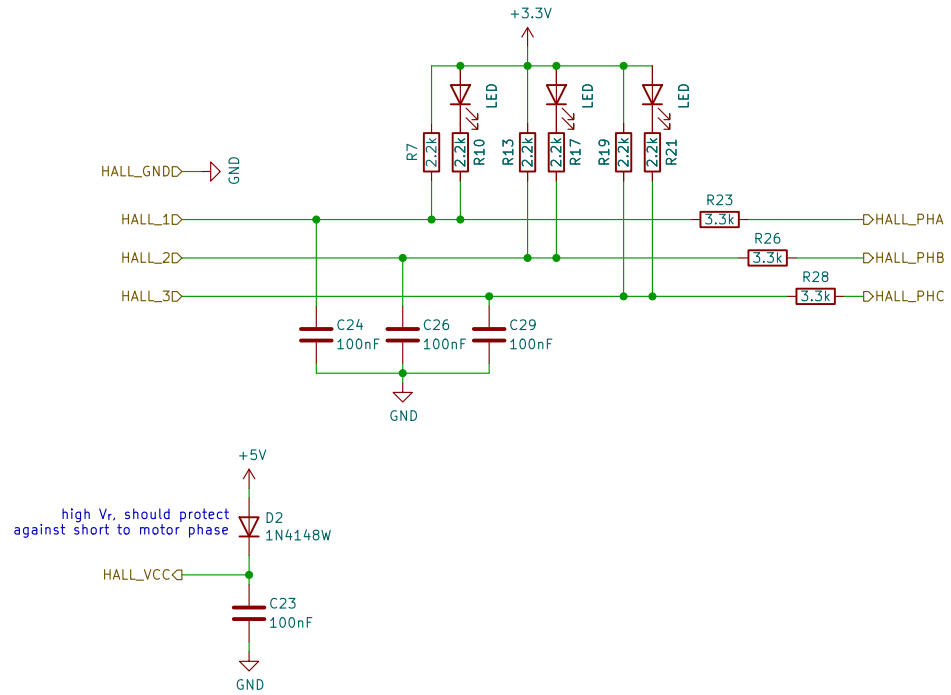 +3.3V
LED
LED
LED
R7
2.2k
2.2k
R10
R13
2.2k
2.2k
R17
R19
2.2k
2.2k
R21
HALL_GND
GND
HALL_1
R23
3.3k
HALL_PHA
HALL_2
R26
3.3k
HALL_PHB
HALL_3
R28
3.3k
HALL_PHC
C24
100nF
C26
100nF
C29
100nF
GND
+5V
high Vr, should protect
against short to motor phase
D2
1N4148W
HALL_VCC
C23
100nF
GND